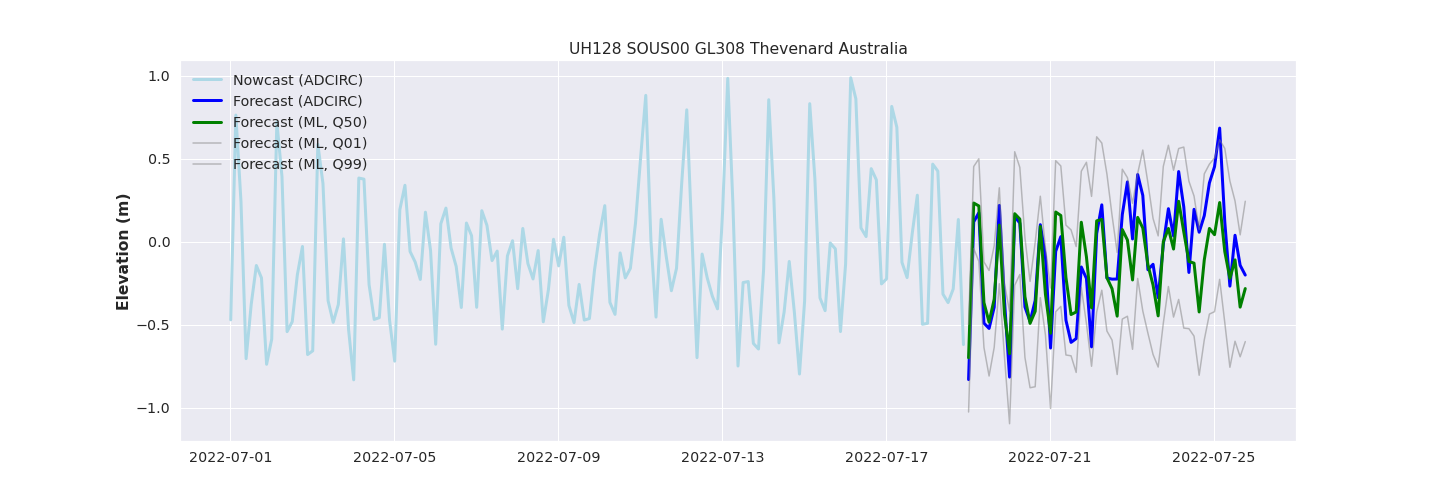 UH128 SOUS00 GL308 Thevenard Australia
1.0
0.5
0.0
−0.5
−1.0
Elevation (m)
Nowcast (ADCIRC)
Forecast (ADCIRC)
Forecast (ML, Q50)
Forecast (ML, Q01)
Forecast (ML, Q99)
2022-07-01 2022-07-05 2022-07-09 2022-07-13 2022-07-17 2022-07-21 2022-07-25